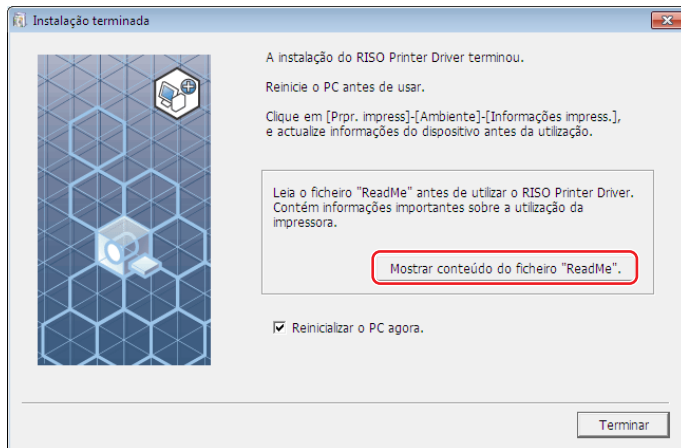 Instalação terminada
A instalação do RISO Printer Driver terminou.
Reinicie o PC antes de usar.
Clique em [Prpr. impress]-[Ambiente]-[Informações impress.],
e actualize informações do dispositivo antes da utilização.
Leia o ficheiro "ReadMe" antes de utilizar o RISO Printer Driver.
Contém informações importantes sobre a utilização da
impressora.
Mostrar conteúdo do ficheiro "ReadMe".
Reinicializar o PC agora.
Terminar